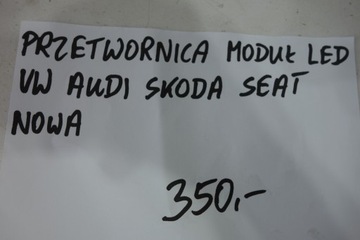 PRZETWORNICA MODUŁ LED
VW AUDI SKODA SEAT
NOWA
350,-